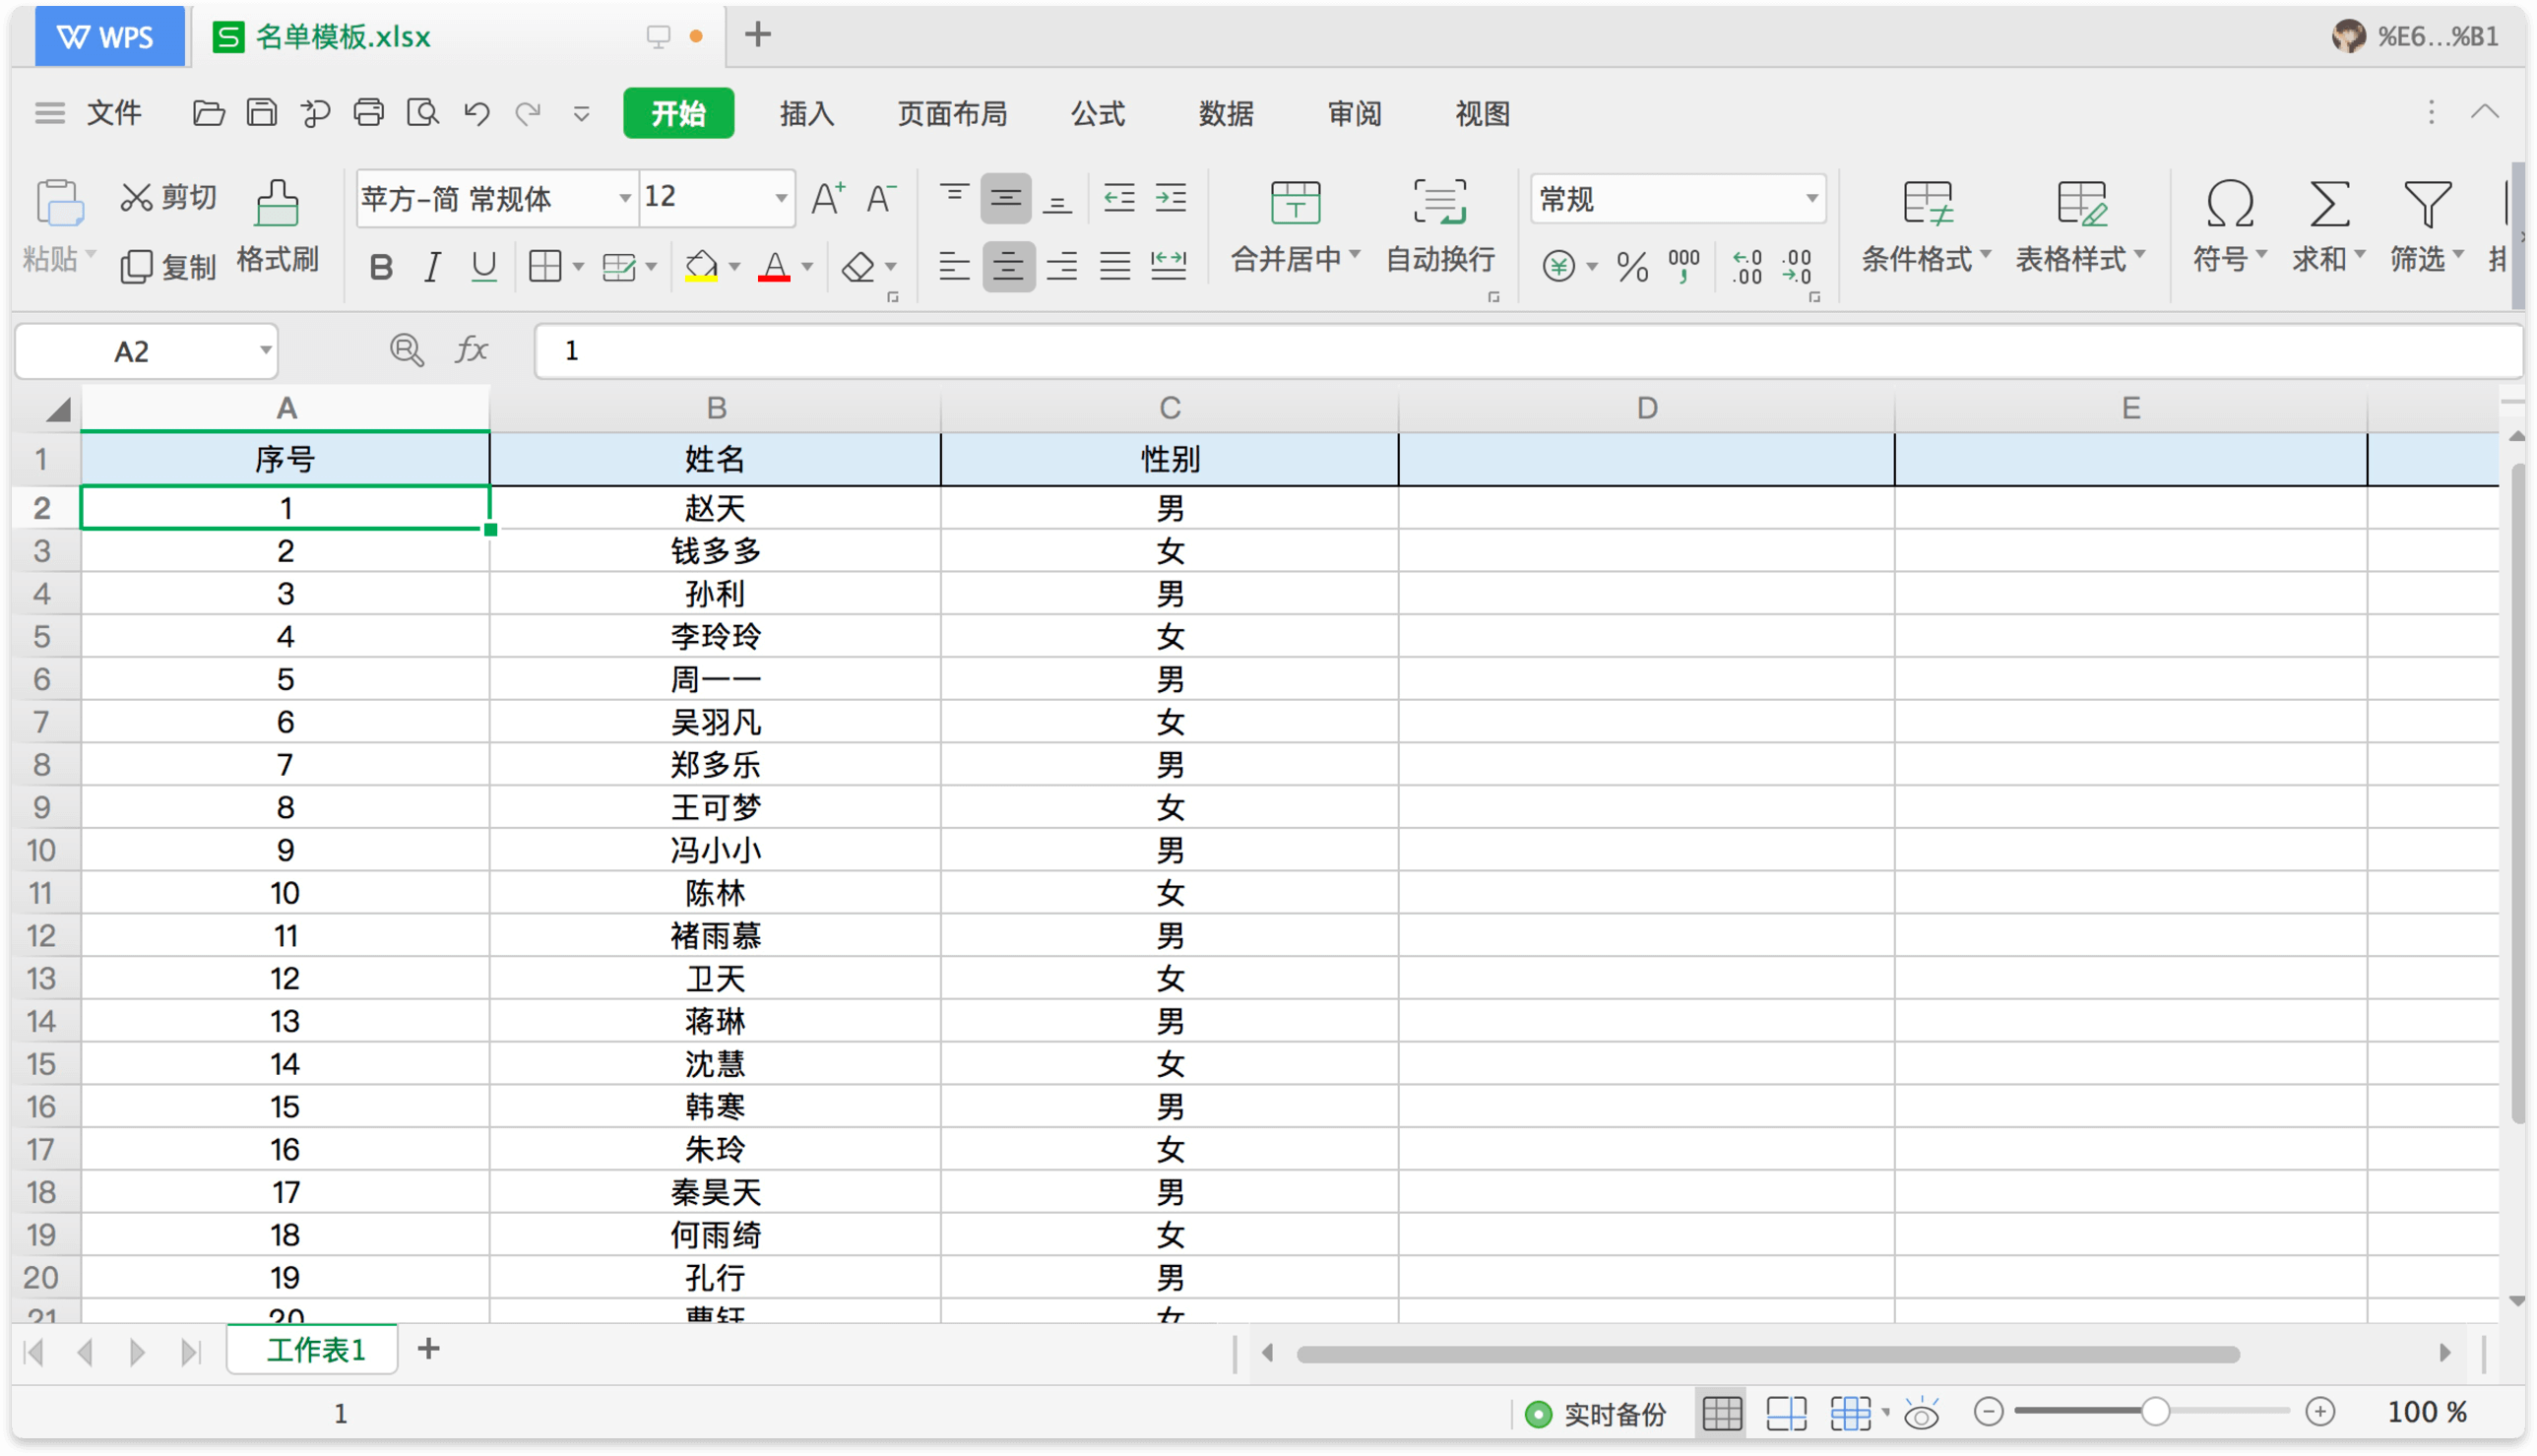 WPS 名单模板.xlsx %E6...%B1
文件 开始 插入 页面布局 公式 数据 审阅 视图
剪切 苹方-简 常规体 12 常规
粘贴 复制 格式刷 合并居中 自动换行 条件格式 表格样式 符号 求和 筛选
A2 fx 1
A B C D E
1 序号 姓名 性别
2 1 赵天 男
3 2 钱多多 女
4 3 孙利 男
5 4 李玲玲 女
6 5 周一一 男
7 6 吴羽凡 女
8 7 郑多乐 男
9 8 王可梦 女
10 9 冯小小 男
11 10 陈林 女
12 11 褚雨慕 男
13 12 卫天 女
14 13 蒋琳 男
15 14 沈慧 女
16 15 韩寒 男
17 16 朱玲 女
18 17 秦昊天 男
19 18 何雨绮 女
20 19 孔行 男
21 20 曹钰 女
工作表1
1 实时备份 100 %